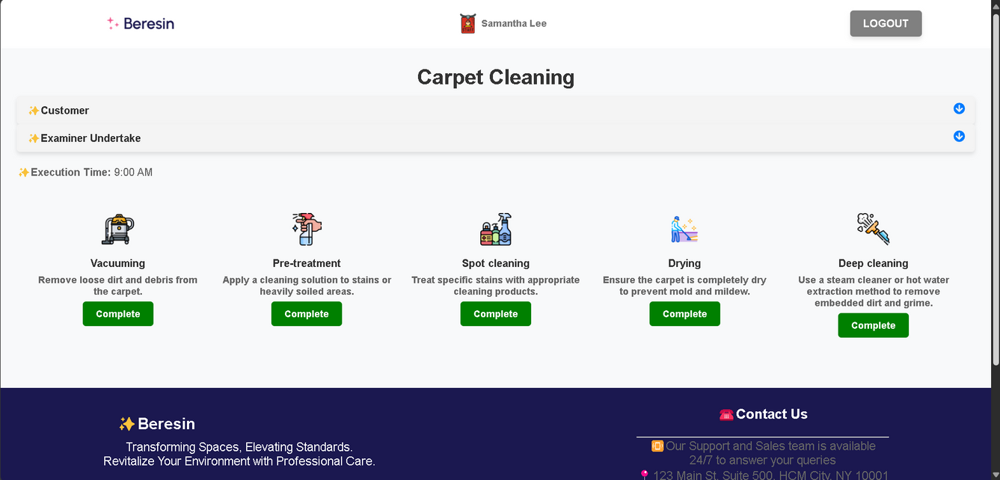 Beresin
Samantha Lee
LOGOUT
Carpet Cleaning
✨Customer
✨Examiner Undertake
✨Execution Time: 9:00 AM
Vacuuming
Remove loose dirt and debris from
the carpet.
Complete
Pre-treatment
Apply a cleaning solution to stains or
heavily soiled areas.
Complete
Spot cleaning
Treat specific stains with appropriate
cleaning products.
Complete
Drying
Ensure the carpet is completely dry
to prevent mold and mildew.
Complete
Deep cleaning
Use a steam cleaner or hot water
extraction method to remove
embedded dirt and grime.
Complete
✨Beresin
Transforming Spaces, Elevating Standards.
Revitalize Your Environment with Professional Care.
☎️Contact Us
Our Support and Sales team is available
24/7 to answer your queries
📍 123 Main St, Suite 500, HCM City, NY 10001